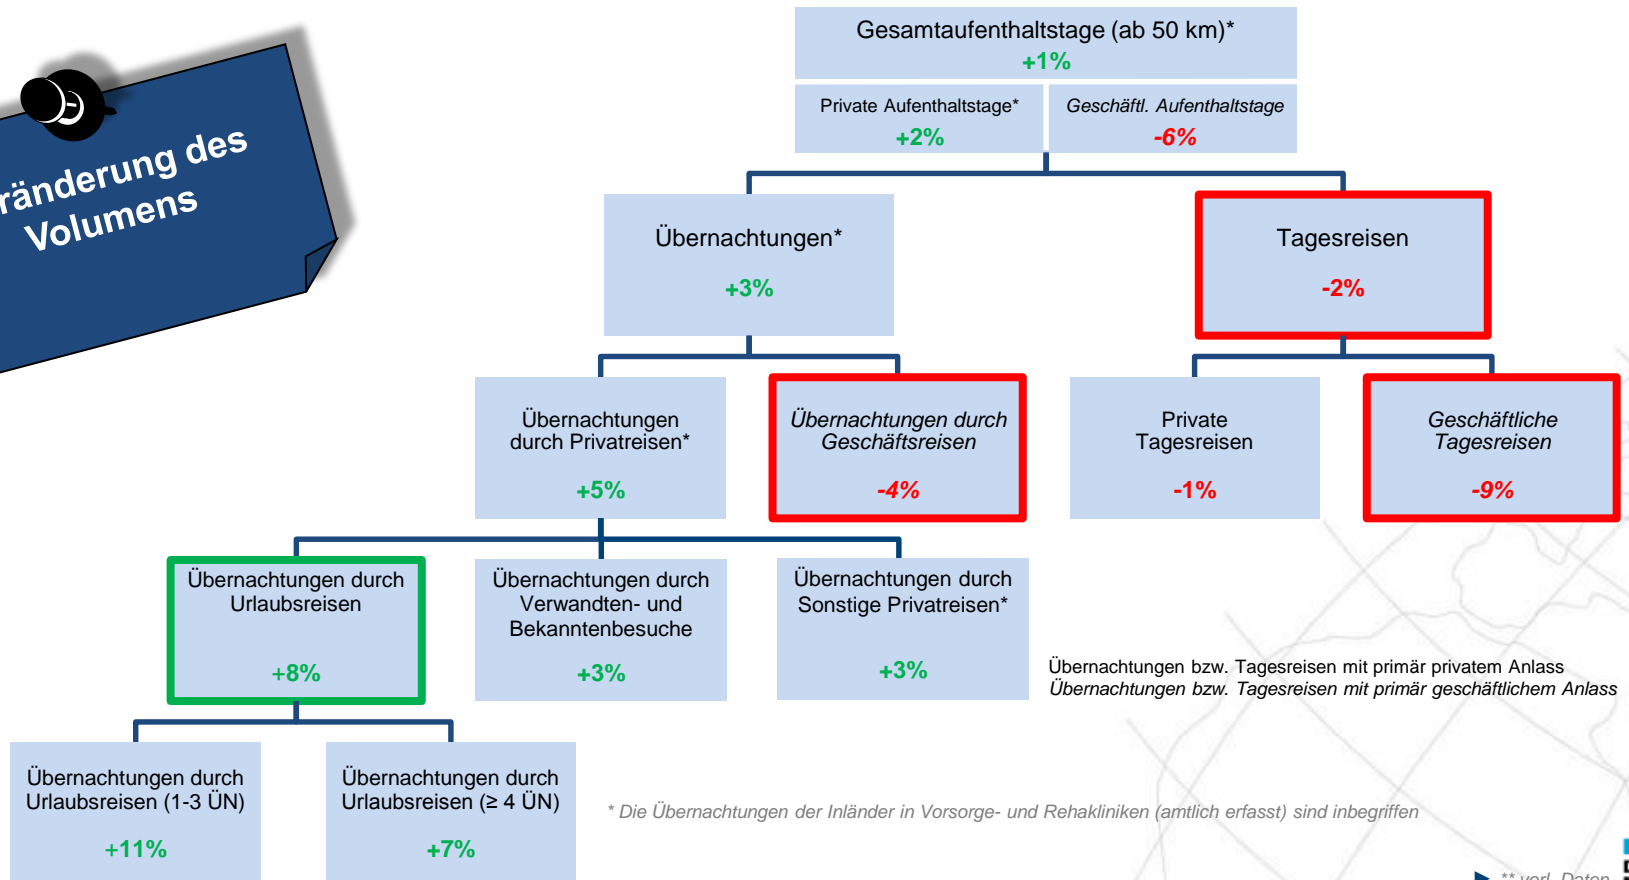 Gesamtaufenthaltstage (ab 50 km)*
+1%
Private Aufenthaltstage*
+2%
Geschäftl. Aufenthaltstage
-6%
ränderung des
Volumens
Übernachtungen*
+3%
Tagesreisen
-2%
Übernachtungen
durch Privatreisen*
+5%
Übernachtungen durch
Geschäftsreisen
-4%
Private
Tagesreisen
-1%
Geschäftliche
Tagesreisen
-9%
Übernachtungen durch
Urlaubsreisen
+8%
Übernachtungen durch
Verwandten- und
Bekanntenbesuche
+3%
Übernachtungen durch
Sonstige Privatreisen*
+3%
Übernachtungen bzw. Tagesreisen mit primär privatem Anlass
Übernachtungen bzw. Tagesreisen mit primär geschäftlichem Anlass
Übernachtungen durch
Urlaubsreisen (1-3 ÜN)
+11%
Übernachtungen durch
Urlaubsreisen (≥ 4 ÜN)
+7%
* Die Übernachtungen der Inländer in Vorsorge- und Rehakliniken (amtlich erfasst) sind inbegriffen
** vorl. Daten